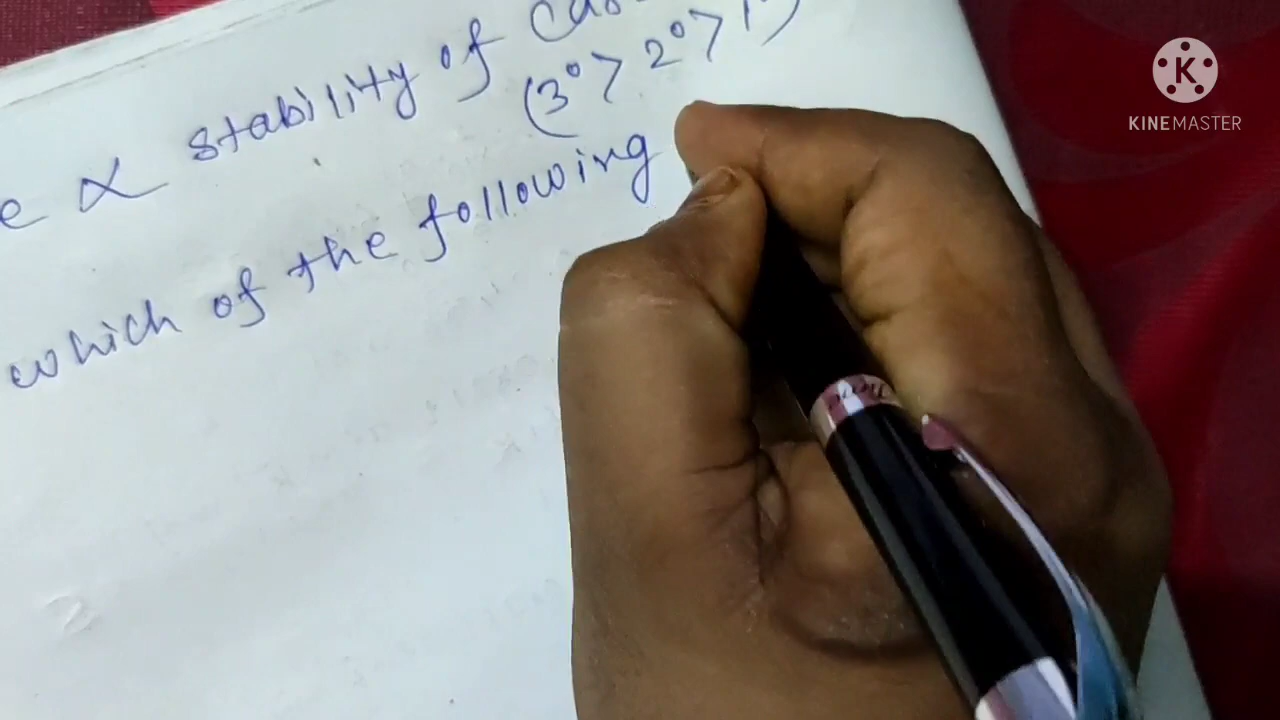 e ∝ stability of
(3° > 2° > 1°)
which of the following
K
KINEMASTER